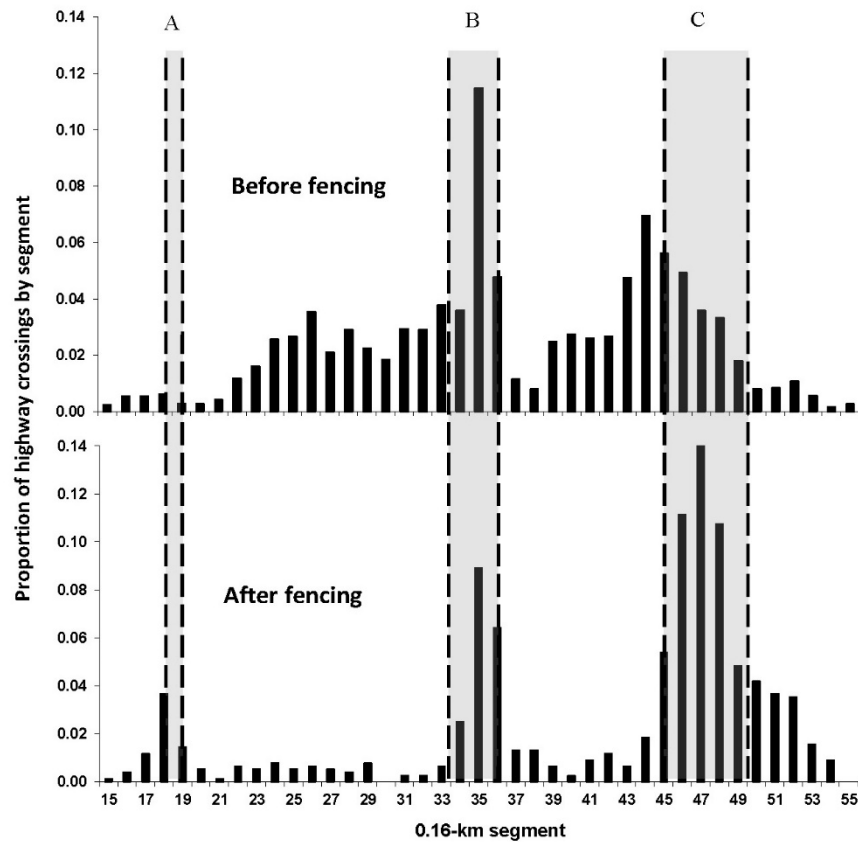 A B C
0.14
0.12
0.10
0.08
0.06
0.04
0.02
0.00
Before fencing
Proportion of highway crossings by segment
0.14
0.12
0.10
0.08
0.06
0.04
0.02
0.00
After fencing
15 17 19 21 23 25 27 29 31 33 35 37 39 41 43 45 47 49 51 53 55
0.16-km segment